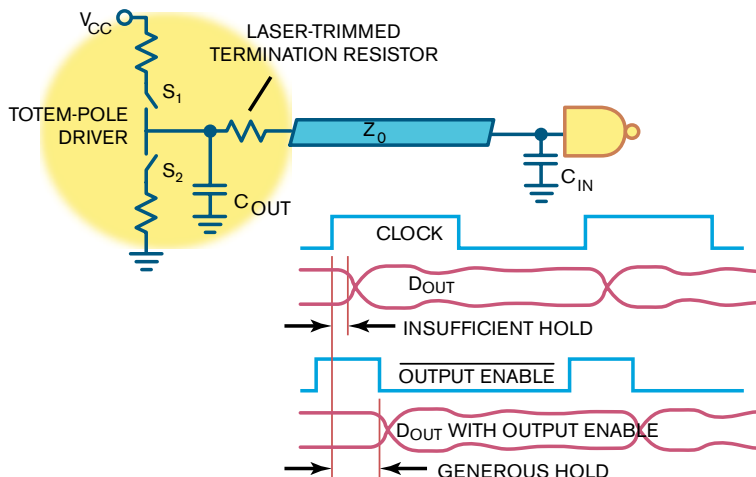 VCC
LASER-TRIMMED
TERMINATION RESISTOR
S1
TOTEM-POLE
DRIVER
Z0
S2
COUT
CIN
CLOCK
DOUT
INSUFFICIENT HOLD
OUTPUT ENABLE
DOUT WITH OUTPUT ENABLE
GENEROUS HOLD